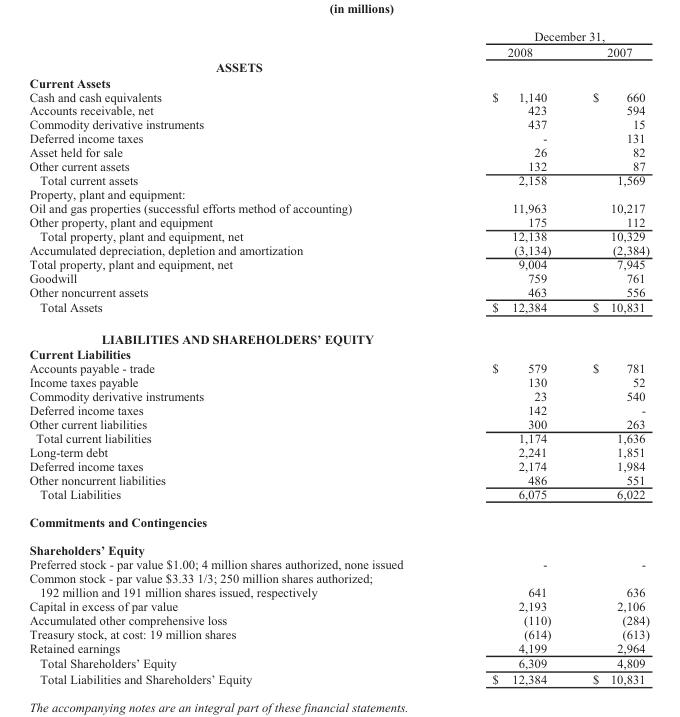 (in millions)
December 31,
2008 2007
ASSETS
Current Assets
Cash and cash equivalents $ 1,140 $ 660
Accounts receivable, net 423 594
Commodity derivative instruments 437 15
Deferred income taxes - 131
Asset held for sale 26 82
Other current assets 132 87
Total current assets 2,158 1,569
Property, plant and equipment:
Oil and gas properties (successful efforts method of accounting) 11,963 10,217
Other property, plant and equipment 175 112
Total property, plant and equipment, net 12,138 10,329
Accumulated depreciation, depletion and amortization (3,134) (2,384)
Total property, plant and equipment, net 9,004 7,945
Goodwill 759 761
Other noncurrent assets 463 556
Total Assets $ 12,384 $ 10,831
LIABILITIES AND SHAREHOLDERS' EQUITY
Current Liabilities
Accounts payable - trade $ 579 $ 781
Income taxes payable 130 52
Commodity derivative instruments 23 540
Deferred income taxes 142 -
Other current liabilities 300 263
Total current liabilities 1,174 1,636
Long-term debt 2,241 1,851
Deferred income taxes 2,174 1,984
Other noncurrent liabilities 486 551
Total Liabilities 6,075 6,022
Commitments and Contingencies
Shareholders' Equity
Preferred stock - par value $1.00; 4 million shares authorized, none issued - -
Common stock - par value $3.33 1/3; 250 million shares authorized;
192 million and 191 million shares issued, respectively 641 636
Capital in excess of par value 2,193 2,106
Accumulated other comprehensive loss (110) (284)
Treasury stock, at cost: 19 million shares (614) (613)
Retained earnings 4,199 2,964
Total Shareholders' Equity 6,309 4,809
Total Liabilities and Shareholders' Equity $ 12,384 $ 10,831
The accompanying notes are an integral part of these financial statements.